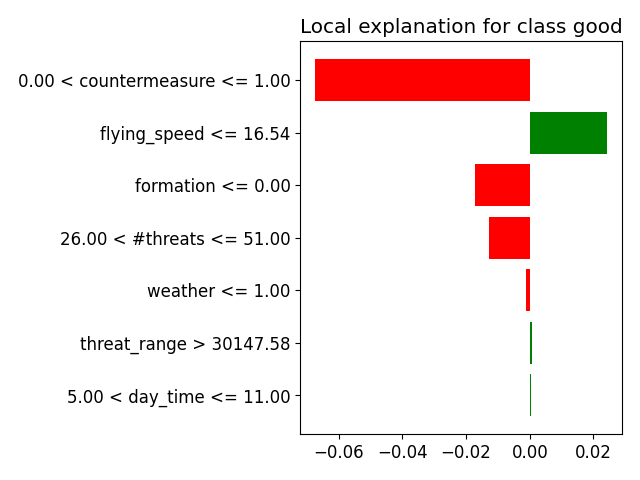 Local explanation for class good
0.00 < countermeasure <= 1.00
flying_speed <= 16.54
formation <= 0.00
26.00 < #threats <= 51.00
weather <= 1.00
threat_range > 30147.58
5.00 < day_time <= 11.00
−0.06 −0.04 −0.02 0.00 0.02